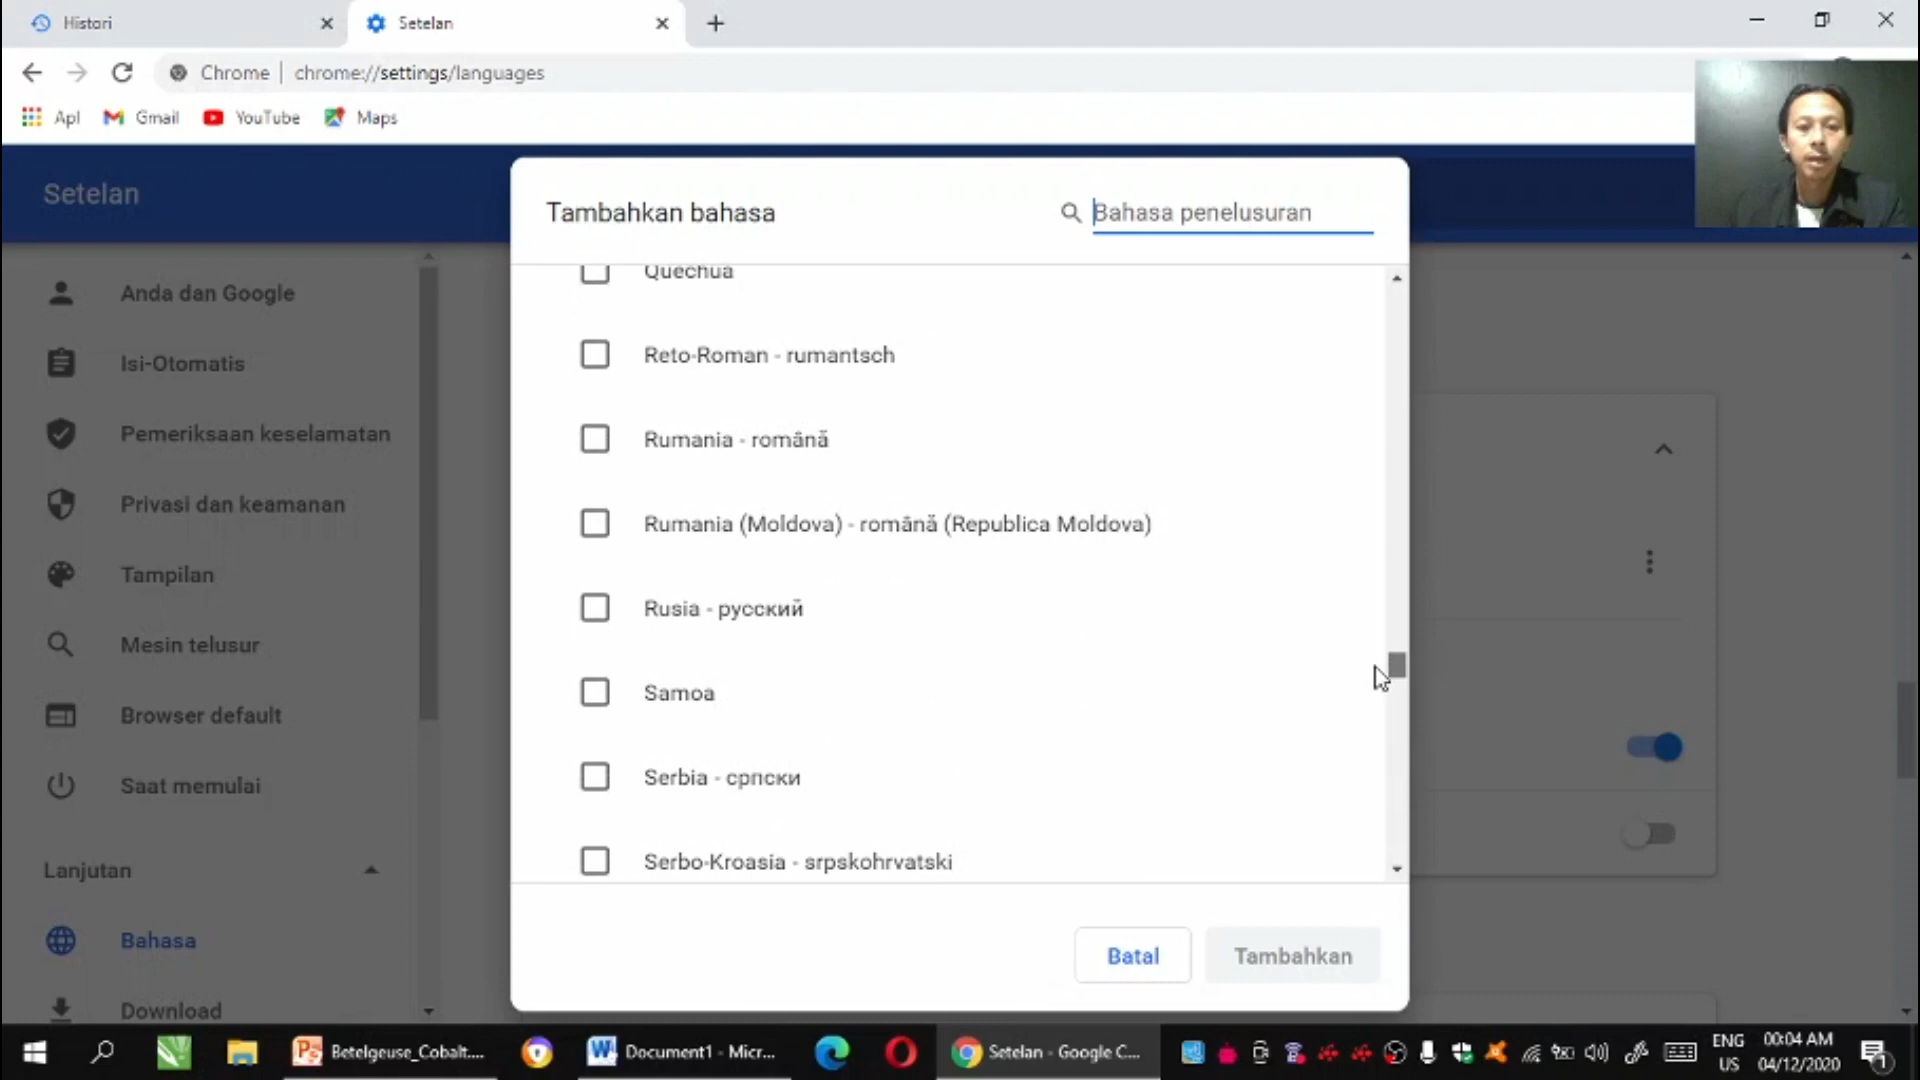 Histori
Setelan
Chrome | chrome://settings/languages
Apl
Gmail
YouTube
Maps
Setelan
Tambahkan bahasa
Bahasa penelusuran
Anda dan Google
Isi-Otomatis
Pemeriksaan keselamatan
Privasi dan keamanan
Tampilan
Mesin telusur
Browser default
Saat memulai
Lanjutan
Bahasa
Download
Quechua
Reto-Roman - rumantsch
Rumania - română
Rumania (Moldova) - română (Republica Moldova)
Rusia - русский
Samoa
Serbia - српски
Serbo-Kroasia - srpskohrvatski
Batal
Tambahkan
Betelgeuse_Cobalt....
Document1 - Micr...
Setelan - Google C...
ENG
US
00:04 AM
04/12/2020
1